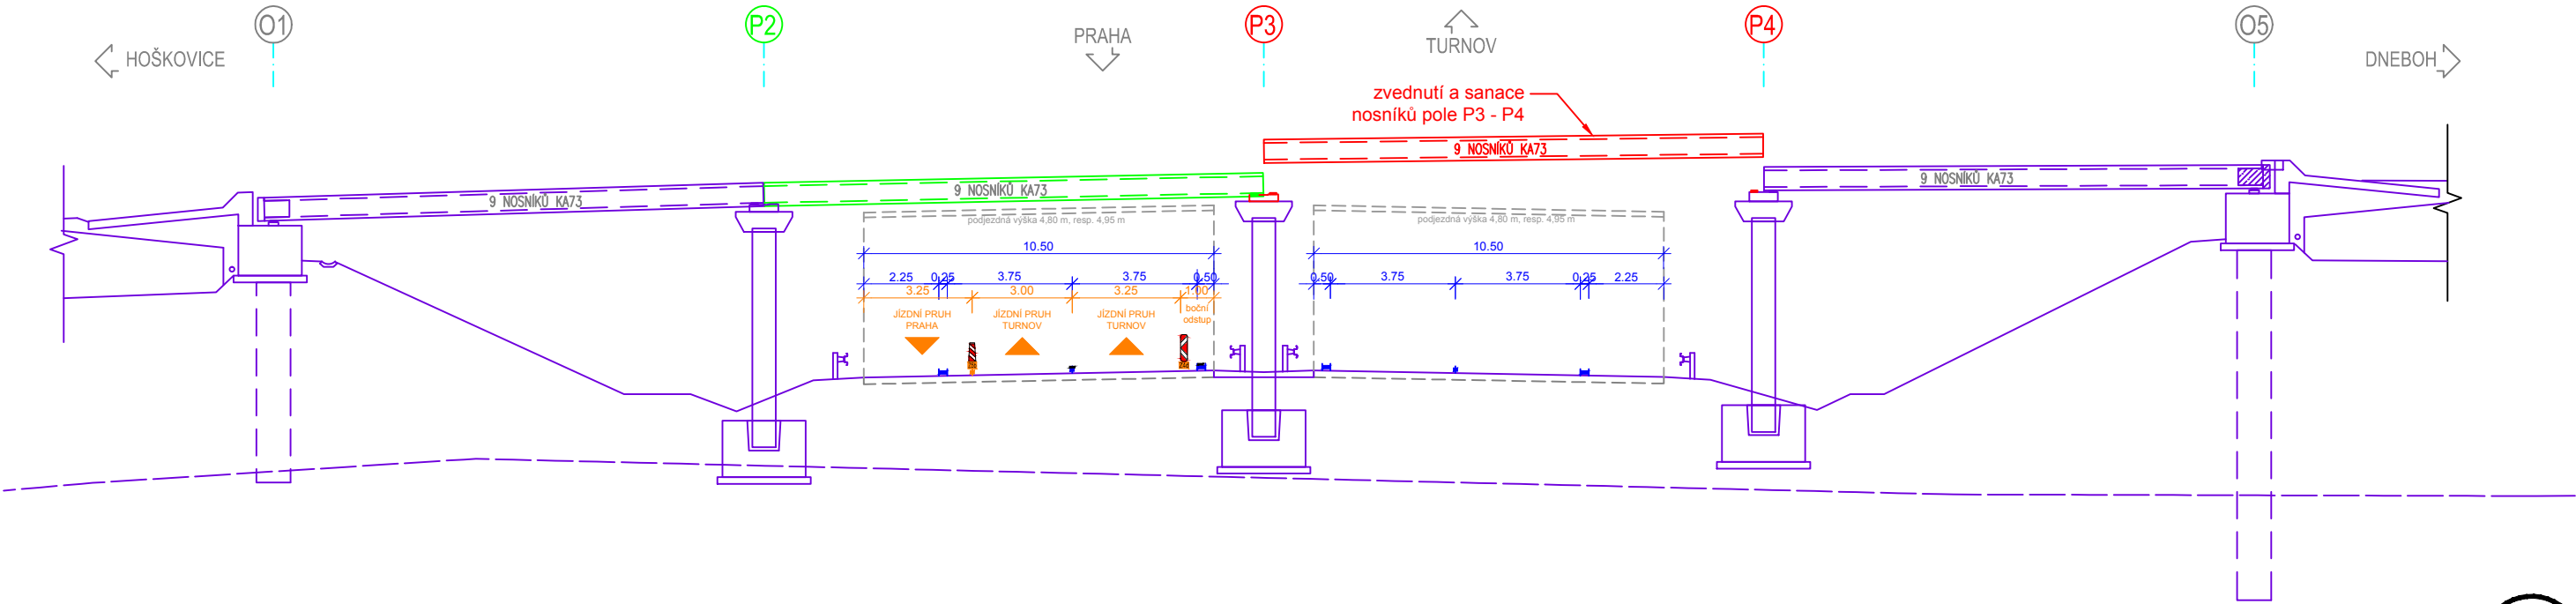 O1
P2
P3
P4
O5
HOŠKOVICE
PRAHA
TURNOV
DNEBOH
zvednutí a sanace
nosníků pole P3 - P4
9 NOSNÍKŮ KA73
9 NOSNÍKŮ KA73
9 NOSNÍKŮ KA73
9 NOSNÍKŮ KA73
podjezdná výška 4,80 m, resp. 4,95 m
podjezdná výška 4,80 m, resp. 4,95 m
10.50
10.50
2.25 0.25 3.75 3.75 0.50
0.50 3.75 3.75 0.25 2.25
3.25 3.00 3.25 1.00
boční
odstup
JÍZDNÍ PRUH
PRAHA
JÍZDNÍ PRUH
TURNOV
JÍZDNÍ PRUH
TURNOV